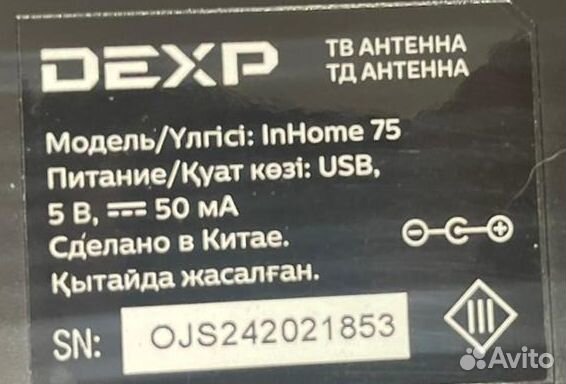 DEXP
ТВ АНТЕННА
ТД АНТЕННА
Модель/Үлгісі: InHome 75
Питание/Қуат көзі: USB,
5 В, ⎓ 50 мА
Сделано в Китае.
Қытайда жасалған.
SN: OJS242021853
III
Avito